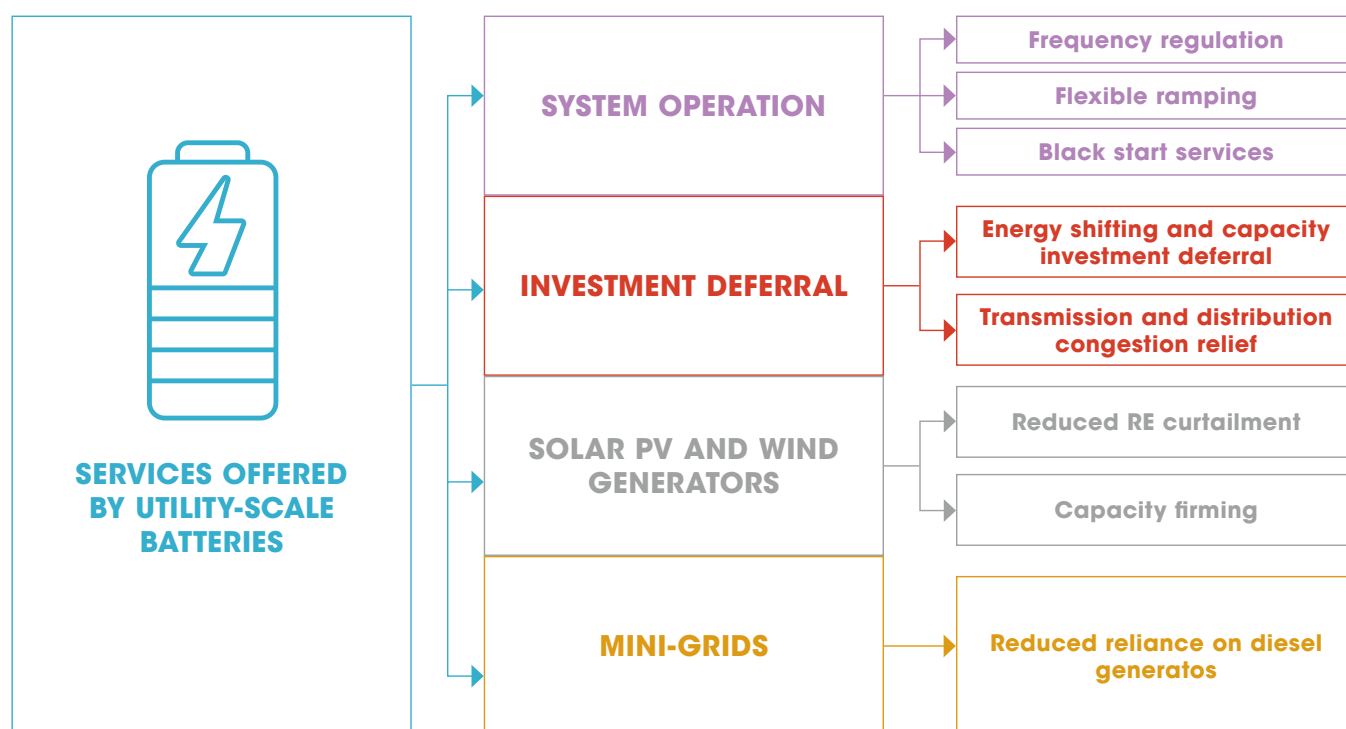 SERVICES OFFERED
BY UTILITY-SCALE
BATTERIES
SYSTEM OPERATION
Frequency regulation
Flexible ramping
Black start services
INVESTMENT DEFERRAL
Energy shifting and capacity
investment deferral
Transmission and distribution
congestion relief
SOLAR PV AND WIND
GENERATORS
Reduced RE curtailment
Capacity firming
MINI-GRIDS
Reduced reliance on diesel
generatos